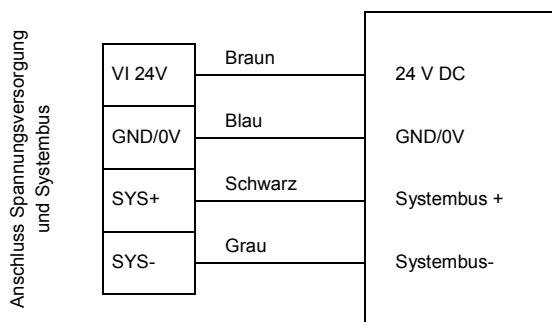 Anschluss Spannungsversorgung
und Systembus
VI 24V
Braun
24 V DC
GND/0V
Blau
GND/0V
SYS+
Schwarz
Systembus +
SYS-
Grau
Systembus-